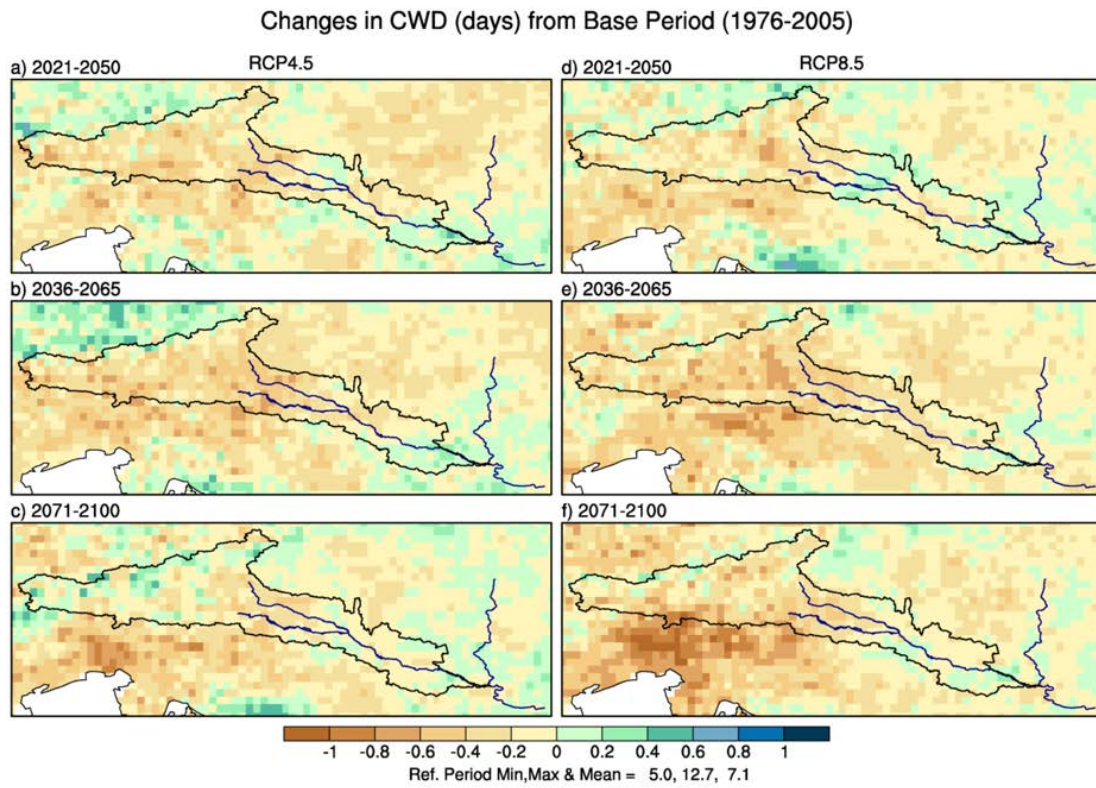 Changes in CWD (days) from Base Period (1976-2005)
RCP4.5
RCP8.5
a) 2021-2050
d) 2021-2050
b) 2036-2065
e) 2036-2065
c) 2071-2100
f) 2071-2100
-1 -0.8 -0.6 -0.4 -0.2 0 0.2 0.4 0.6 0.8 1
Ref. Period Min,Max & Mean = 5.0, 12.7, 7.1